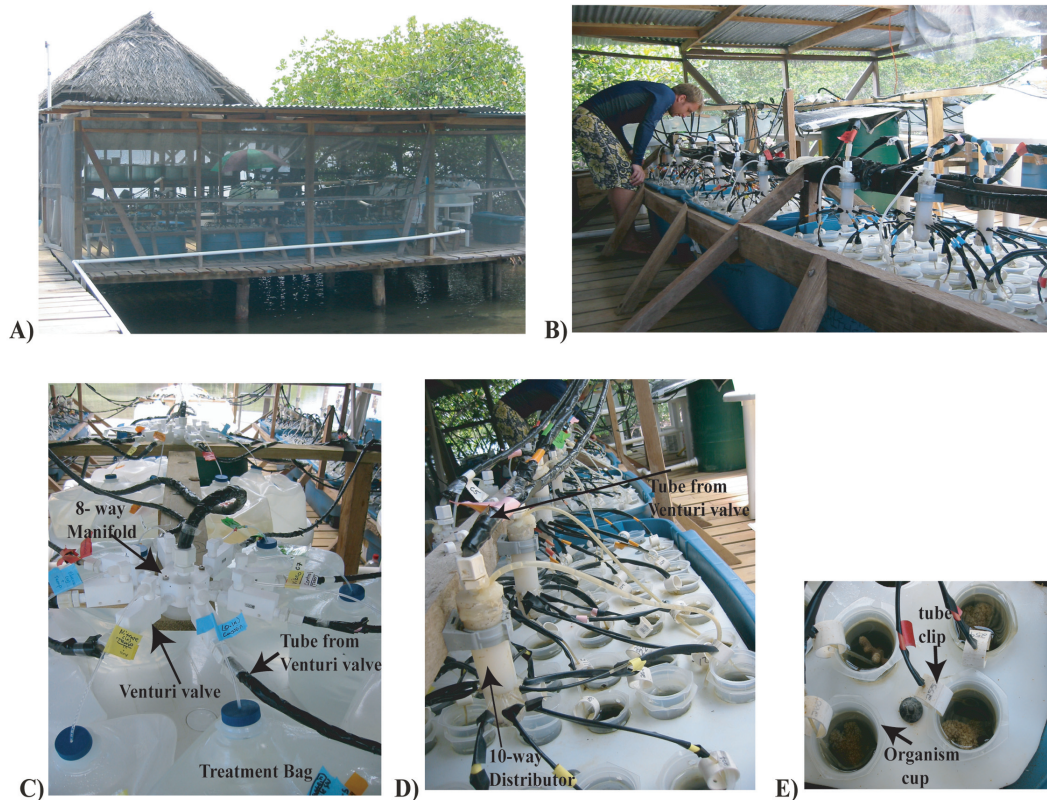 A)
B)
8- way
Manifold
Tube from
Venturi valve
Venturi valve
Treatment Bag
C)
Tube from
Venturi valve
10-way
Distributor
D)
tube
clip
Organism
cup
E)